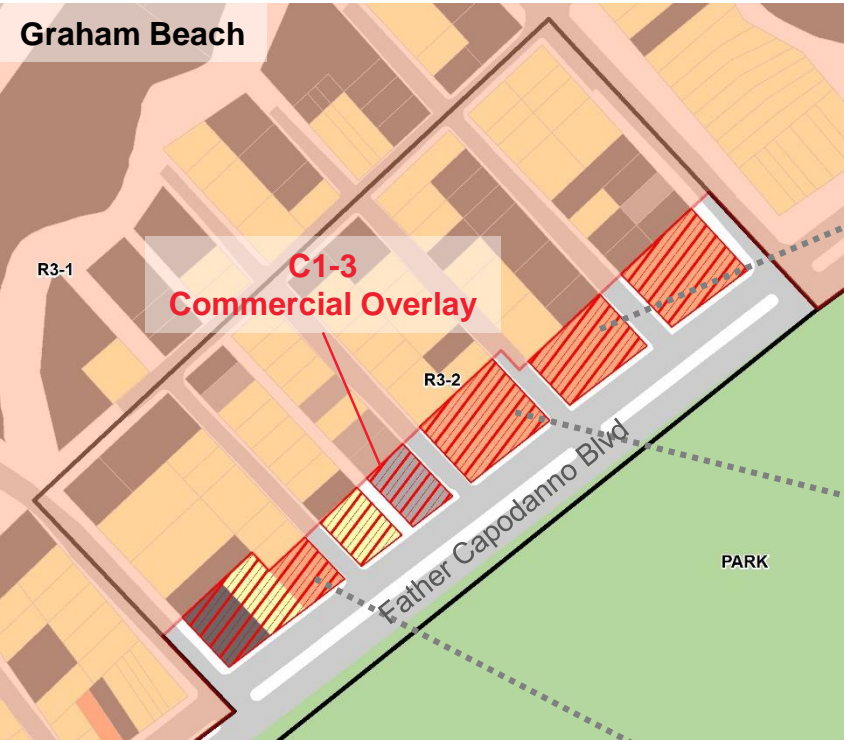 Graham Beach
R3-1
C1-3
Commercial Overlay
R3-2
Father Capodanno Blvd
PARK